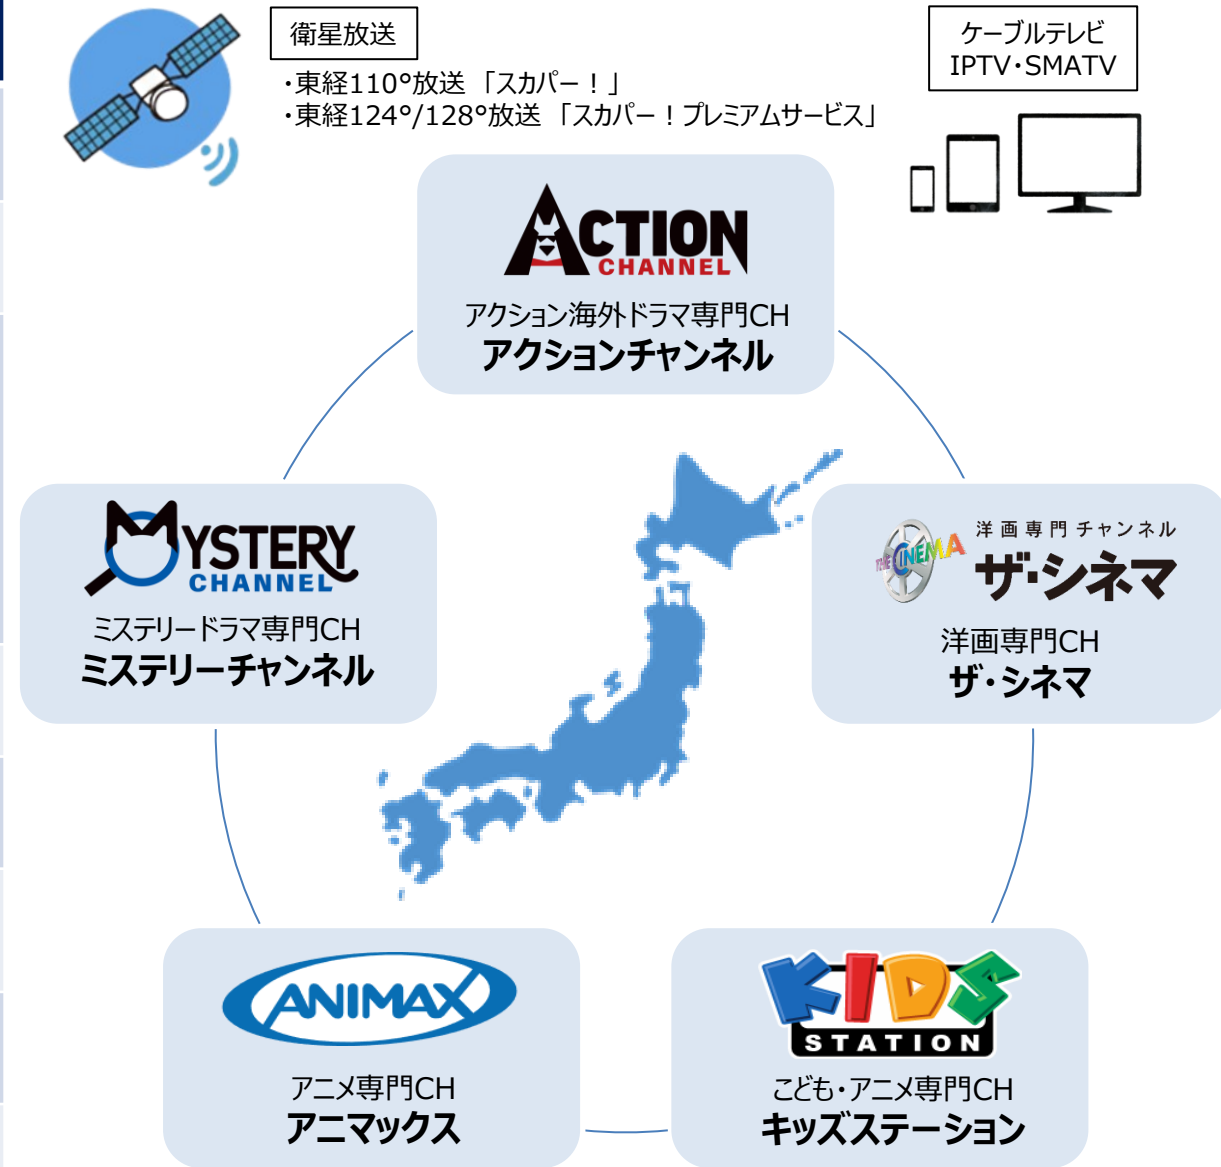 衛星放送
・東経110°放送 「スカパー！」
・東経124°/128°放送 「スカパー！プレミアムサービス」
ケーブルテレビ
IPTV・SMATV
ACTION
CHANNEL
アクション海外ドラマ専門CH
アクションチャンネル
MYSTERY
CHANNEL
ミステリードラマ専門CH
ミステリーチャンネル
THE CINEMA
洋画専門チャンネル
ザ・シネマ
洋画専門CH
ザ・シネマ
ANIMAX
アニメ専門CH
アニマックス
KIDS
STATION
こども・アニメ専門CH
キッズステーション